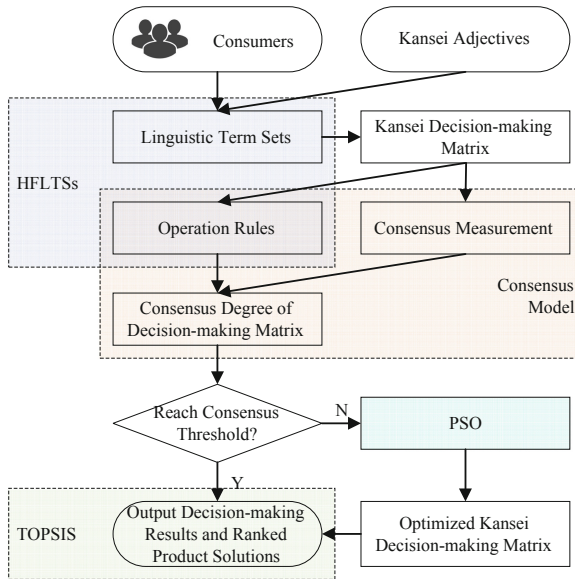 Consumers
Kansei Adjectives
Linguistic Term Sets
Kansei Decision-making
Matrix
HFLTSs
Operation Rules
Consensus Measurement
Consensus
Model
Consensus Degree of
Decision-making Matrix
Reach Consensus
Threshold?
N
PSO
Y
Output Decision-making
Results and Ranked
Product Solutions
TOPSIS
Optimized Kansei
Decision-making Matrix